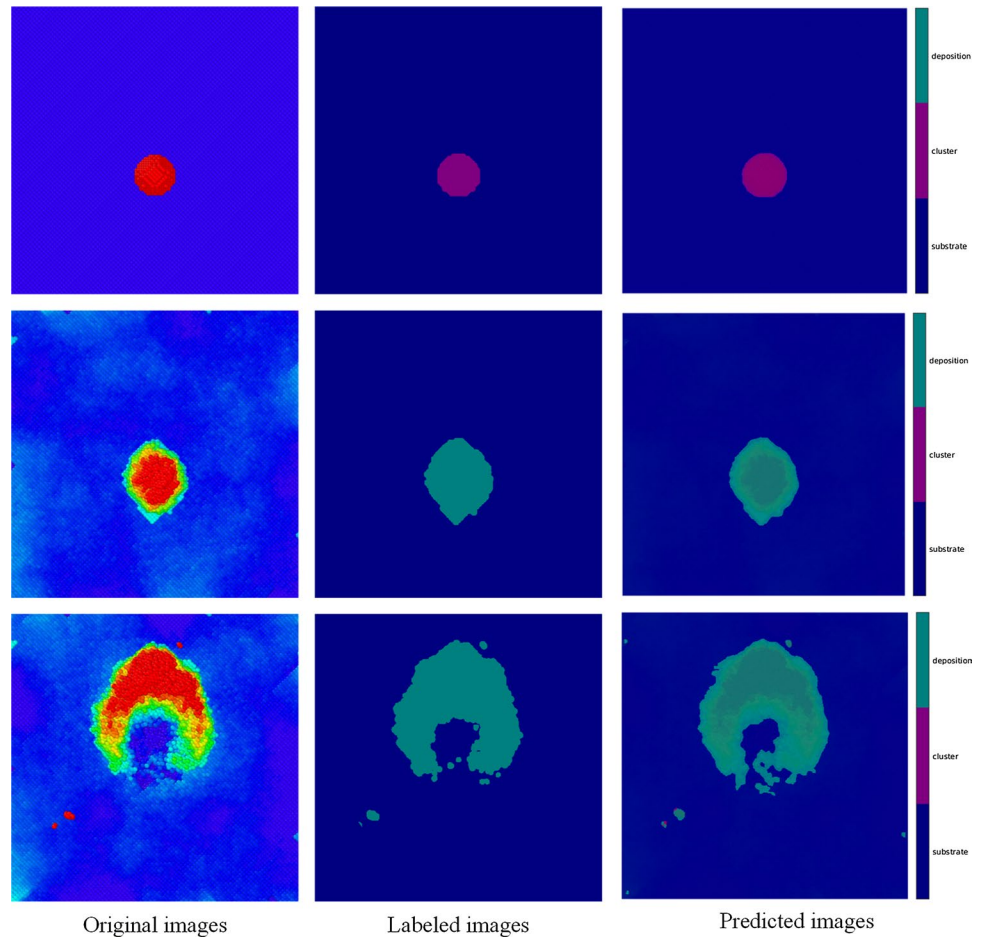 deposition
cluster
substrate
deposition
cluster
substrate
deposition
cluster
substrate
Original images
Labeled images
Predicted images